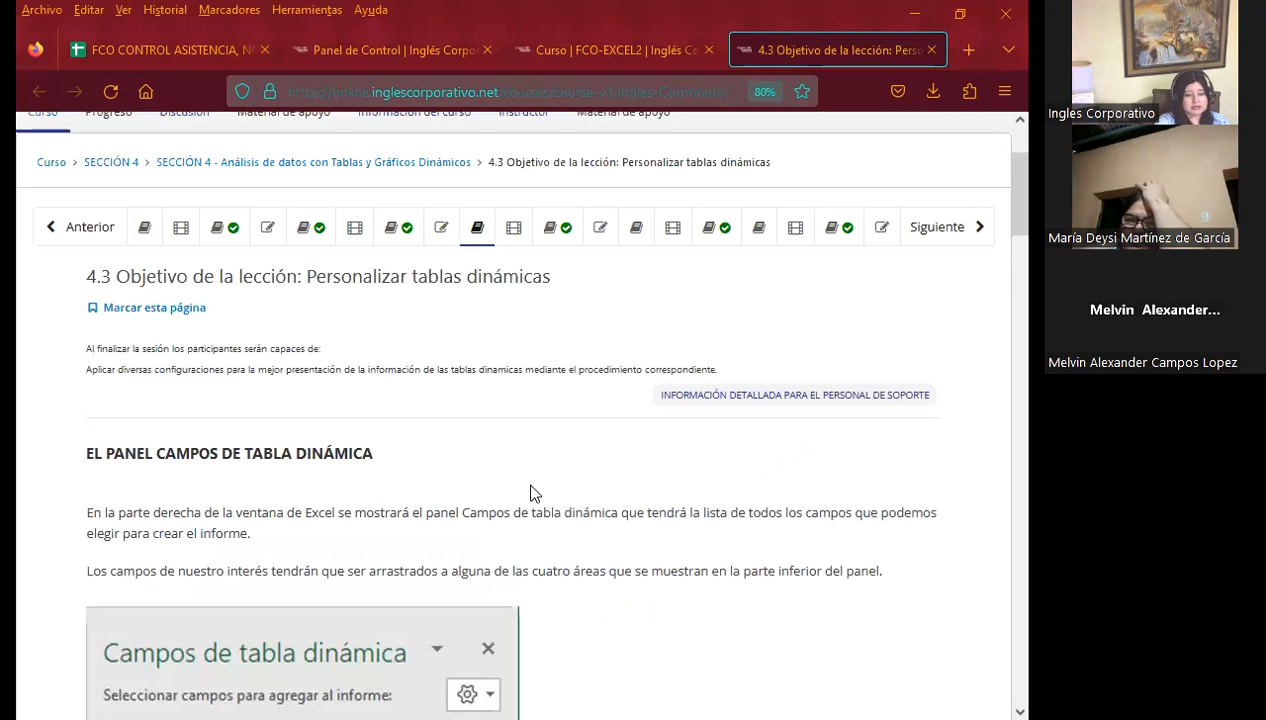 Archivo Editar Ver Historial Marcadores Herramientas Ayuda
FCO CONTROL ASISTENCIA, N
Panel de Control | Inglés Corpor
Curso | FCO-EXCEL2 | Inglés Co
4.3 Objetivo de la lección: Perso
https://online.inglescorporativo.net/courses/course-v1:Ingles-Corporativ
80%
Curso Progreso Discusión Material de apoyo Información del curso Instructor Material de apoyo
Curso > SECCIÓN 4 > SECCIÓN 4 - Análisis de datos con Tablas y Gráficos Dinámicos > 4.3 Objetivo de la lección: Personalizar tablas dinámicas
Anterior
Siguiente
4.3 Objetivo de la lección: Personalizar tablas dinámicas
Marcar esta página
Al finalizar la sesión los participantes serán capaces de:
Aplicar diversas configuraciones para la mejor presentación de la información de las tablas dinamicas mediante el procedimiento correspondiente.
INFORMACIÓN DETALLADA PARA EL PERSONAL DE SOPORTE
EL PANEL CAMPOS DE TABLA DINÁMICA
En la parte derecha de la ventana de Excel se mostrará el panel Campos de tabla dinámica que tendrá la lista de todos los campos que podemos
elegir para crear el informe.
Los campos de nuestro interés tendrán que ser arrastrados a alguna de las cuatro áreas que se muestran en la parte inferior del panel.
Campos de tabla dinámica
Seleccionar campos para agregar al informe:
Ingles Corporativo
María Deysi Martínez de García
Melvin Alexander...
Melvin Alexander Campos Lopez